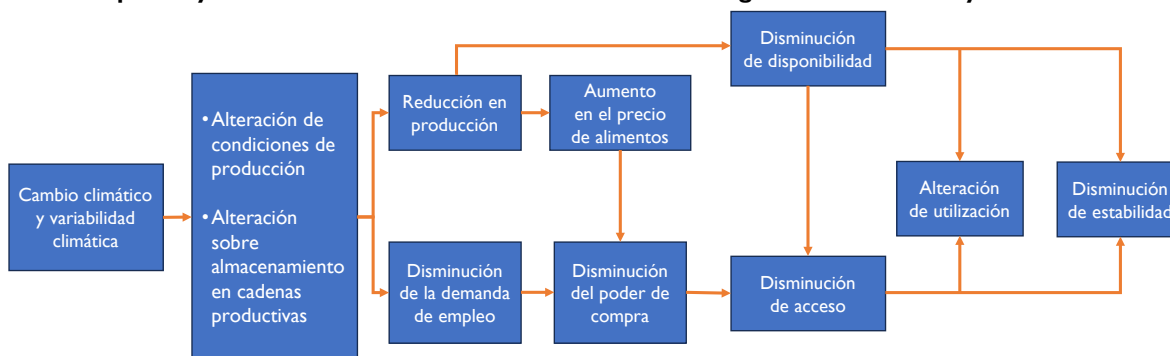 Cambio climático
y variabilidad
climática
• Alteración de
condiciones de
producción
• Alteración
sobre
almacenamiento
en cadenas
productivas
Reducción en
producción
Aumento
en el precio
de alimentos
Disminución
de la demanda
de empleo
Disminución
del poder de
compra
Disminución
de disponibilidad
Disminución
de acceso
Alteración
de utilización
Disminución
de estabilidad